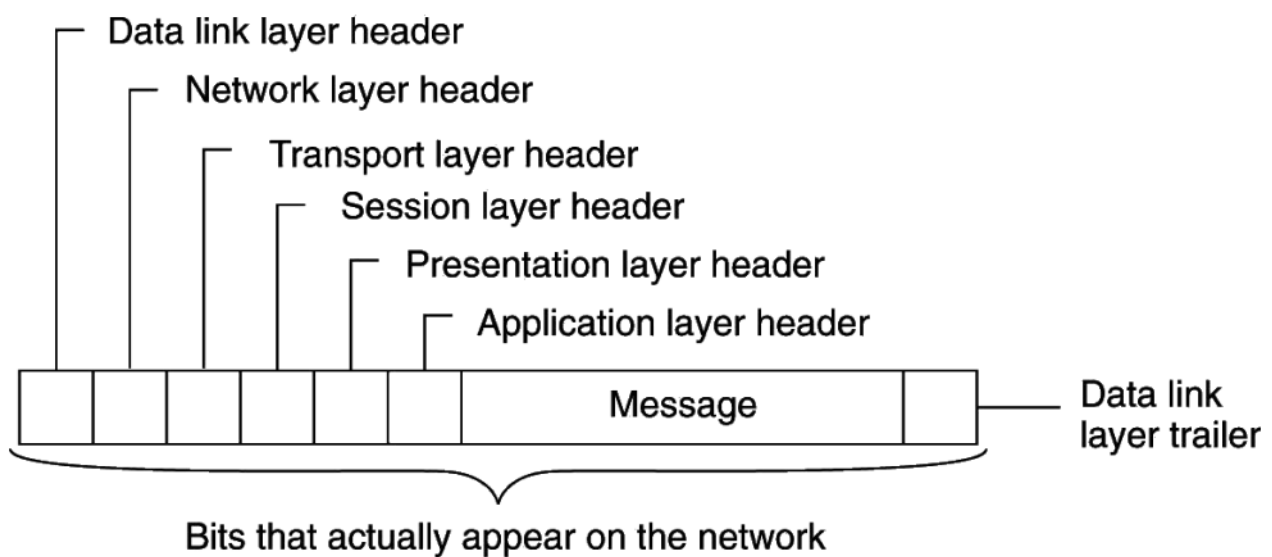 Data link layer header
Network layer header
Transport layer header
Session layer header
Presentation layer header
Application layer header
Message
Data link
layer trailer
Bits that actually appear on the network